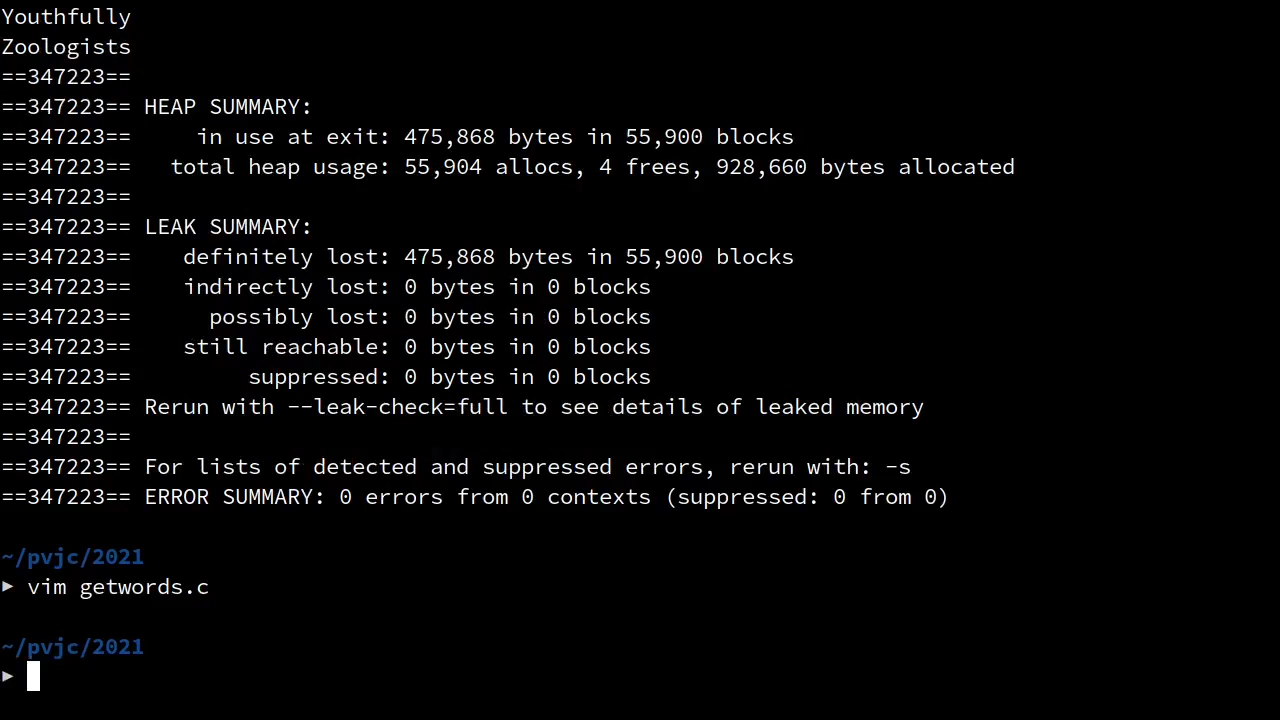 Youthfully
Zoologists
==347223==
==347223== HEAP SUMMARY:
==347223==     in use at exit: 475,868 bytes in 55,900 blocks
==347223==   total heap usage: 55,904 allocs, 4 frees, 928,660 bytes allocated
==347223==
==347223== LEAK SUMMARY:
==347223==    definitely lost: 475,868 bytes in 55,900 blocks
==347223==    indirectly lost: 0 bytes in 0 blocks
==347223==      possibly lost: 0 bytes in 0 blocks
==347223==    still reachable: 0 bytes in 0 blocks
==347223==         suppressed: 0 bytes in 0 blocks
==347223== Rerun with --leak-check=full to see details of leaked memory
==347223==
==347223== For lists of detected and suppressed errors, rerun with: -s
==347223== ERROR SUMMARY: 0 errors from 0 contexts (suppressed: 0 from 0)
~/pvjc/2021
▶ vim getwords.c
~/pvjc/2021
▶